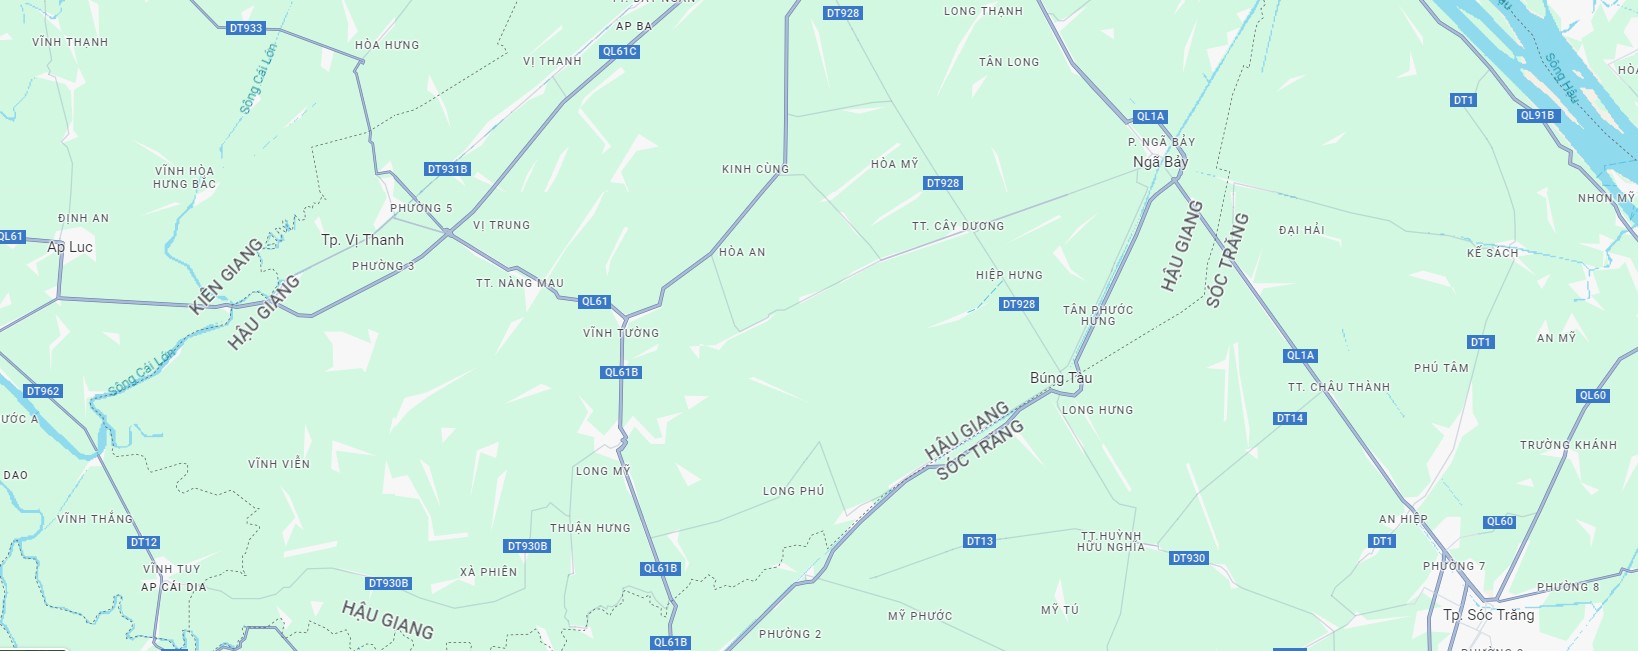 DT928
LONG THẠNH
AP BA
DT933
VĨNH THẠNH
HÒA HƯNG
QL61C
VỊ THANH
TÂN LONG
Sông Cái Lớn
Sông Hậu
DT1
QL91B
QL1A
P. NGÃ BẢY
Ngã Bảy
VĨNH HÒA
HƯNG BẮC
DT931B
KINH CÙNG
HÒA MỸ
DT928
NHƠN MỸ
PHƯỜNG 5
ĐỊNH AN
VỊ TRUNG
TT. CÂY DƯƠNG
ĐẠI HẢI
QL61
Ap Luc
Tp. Vị Thanh
HÒA AN
KẾ SÁCH
PHƯỜNG 3
HIỆP HƯNG
HẬU GIANG
SÓC TRĂNG
KIÊN GIANG
HẬU GIANG
TT. NÀNG MAU
QL61
DT928
TÂN PHƯỚC
HƯNG
VĨNH TƯỜNG
AN MỸ
DT1
QL1A
Sông Cái Lớn
QL61B
PHÚ TÂM
Búng Tàu
TT. CHÂU THÀNH
DT962
QL60
LONG HƯNG
DT14
ƯỚC A
HẬU GIANG
SÓC TRĂNG
TRƯỜNG KHÁNH
VĨNH VIỄN
LONG MỸ
DAO
LONG PHÚ
VĨNH THẮNG
AN HIỆP
QL60
THUẬN HƯNG
DT12
DT930B
DT13
TT.HUỲNH
HỮU NGHĨA
DT1
DT930
VĨNH TUY
XÀ PHIÊN
QL61B
PHƯỜNG 7
AP CÁI DỊA
DT930B
PHƯỜNG 8
HẬU GIANG
MỸ PHƯỚC
MỸ TÚ
Tp. Sóc Trăng
PHƯỜNG 2
QL61B